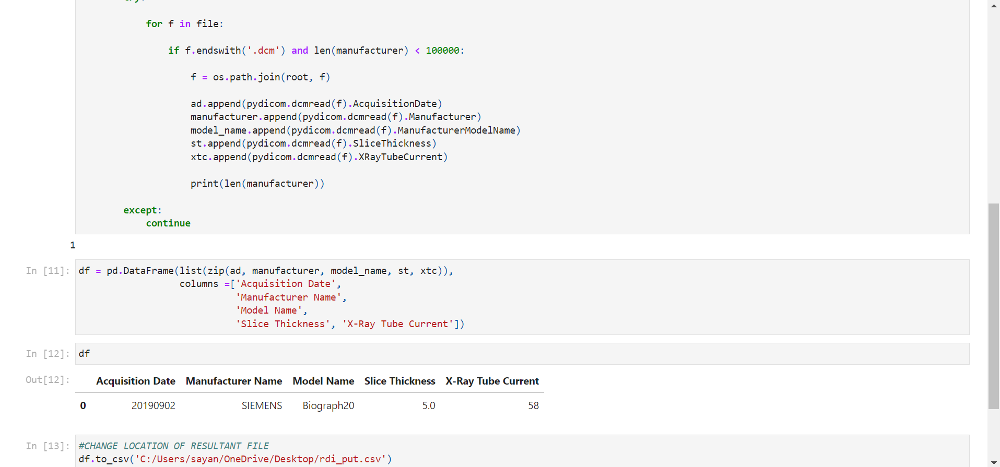 try:
for f in file:
if f.endswith('.dcm') and len(manufacturer) < 100000:
f = os.path.join(root, f)
ad.append(pydicom.dcmread(f).AcquisitionDate)
manufacturer.append(pydicom.dcmread(f).Manufacturer)
model_name.append(pydicom.dcmread(f).ManufacturerModelName)
st.append(pydicom.dcmread(f).SliceThickness)
xtc.append(pydicom.dcmread(f).XRayTubeCurrent)
print(len(manufacturer))
except:
continue
1
In [11]: df = pd.DataFrame(list(zip(ad, manufacturer, model_name, st, xtc)),
columns =['Acquisition Date',
'Manufacturer Name',
'Model Name',
'Slice Thickness', 'X-Ray Tube Current'])
In [12]: df
Out[12]: Acquisition Date Manufacturer Name Model Name Slice Thickness X-Ray Tube Current
0 20190902 SIEMENS Biograph20 5.0 58
In [13]: #CHANGE LOCATION OF RESULTANT FILE
df.to_csv('C:/Users/sayan/OneDrive/Desktop/rdi_put.csv')